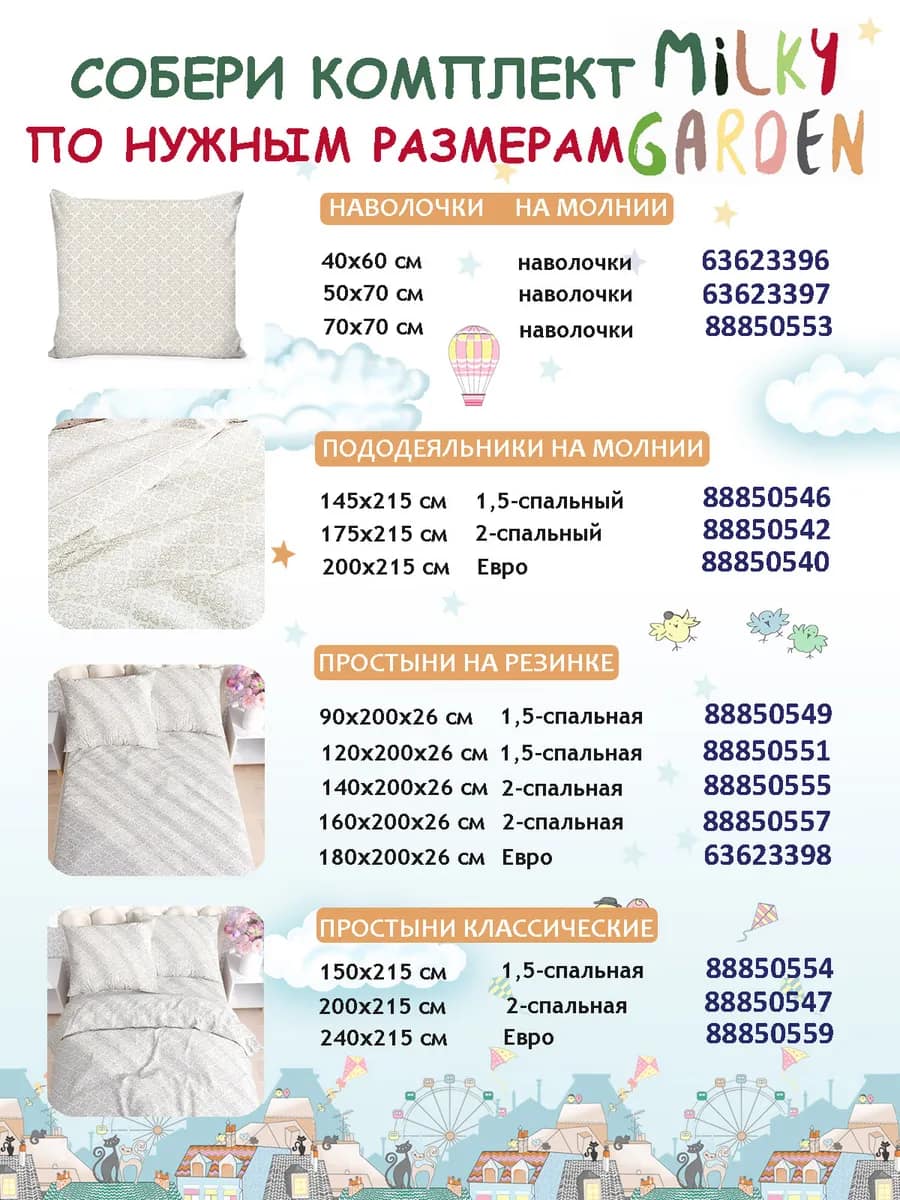 СОБЕРИ КОМПЛЕКТ MiLKY
ПО НУЖНЫМ РАЗМЕРАМ GARDEN
НАВОЛОЧКИ НА МОЛНИИ
40х60 см наволочки 63623396
50х70 см наволочки 63623397
70х70 см наволочки 88850553
ПОДОДЕЯЛЬНИКИ НА МОЛНИИ
145х215 см 1,5-спальный 88850546
175х215 см 2-спальный 88850542
200х215 см Евро 88850540
ПРОСТЫНИ НА РЕЗИНКЕ
90х200х26 см 1,5-спальная 88850549
120х200х26 см 1,5-спальная 88850551
140х200х26 см 2-спальная 88850555
160х200х26 см 2-спальная 88850557
180х200х26 см Евро 63623398
ПРОСТЫНИ КЛАССИЧЕСКИЕ
150х215 см 1,5-спальная 88850554
200х215 см 2-спальная 88850547
240х215 см Евро 88850559